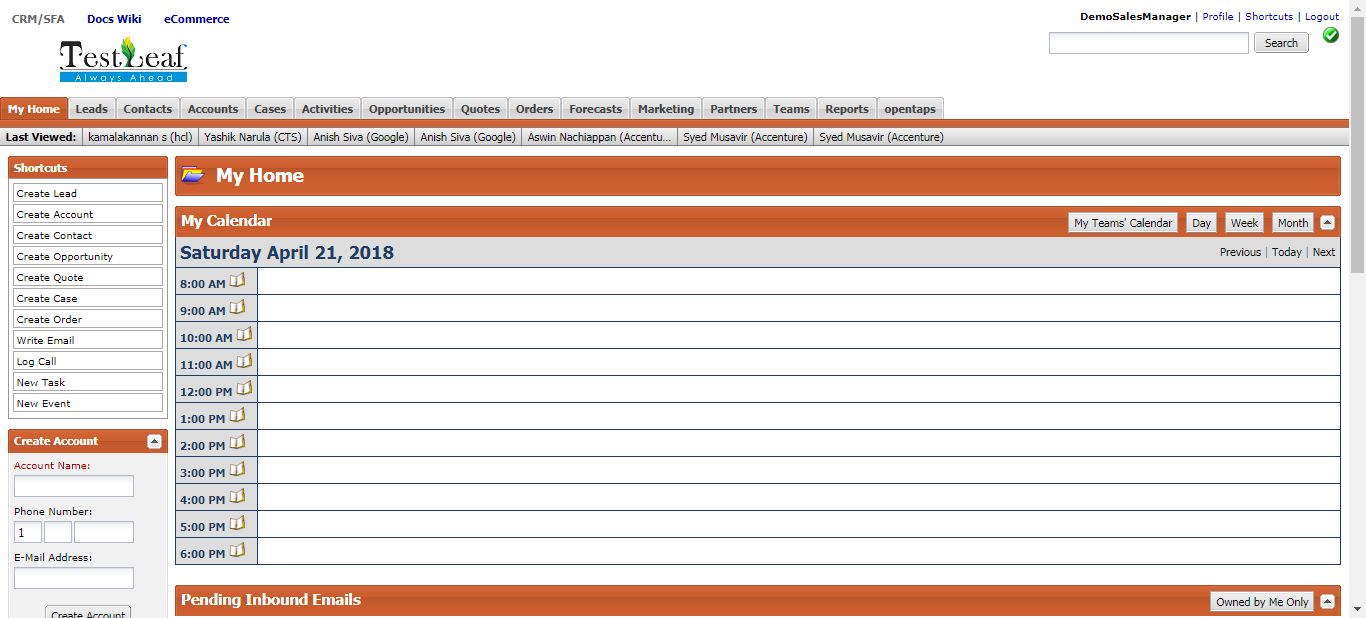 CRM/SFA Docs Wiki eCommerce
DemoSalesManager | Profile | Shortcuts | Logout
TestLeaf
Always Ahead
Search
My Home Leads Contacts Accounts Cases Activities Opportunities Quotes Orders Forecasts Marketing Partners Teams Reports opentaps
Last Viewed: kamalakannan s (hcl) Yashik Narula (CTS) Anish Siva (Google) Anish Siva (Google) Aswin Nachiappan (Accentu... Syed Musavir (Accenture) Syed Musavir (Accenture)
Shortcuts
Create Lead
Create Account
Create Contact
Create Opportunity
Create Quote
Create Case
Create Order
Write Email
Log Call
New Task
New Event
Create Account
Account Name:
Phone Number:
1
E-Mail Address:
Create Account
My Home
My Calendar My Teams' Calendar Day Week Month
Saturday April 21, 2018 Previous | Today | Next
8:00 AM
9:00 AM
10:00 AM
11:00 AM
12:00 PM
1:00 PM
2:00 PM
3:00 PM
4:00 PM
5:00 PM
6:00 PM
Pending Inbound Emails Owned by Me Only